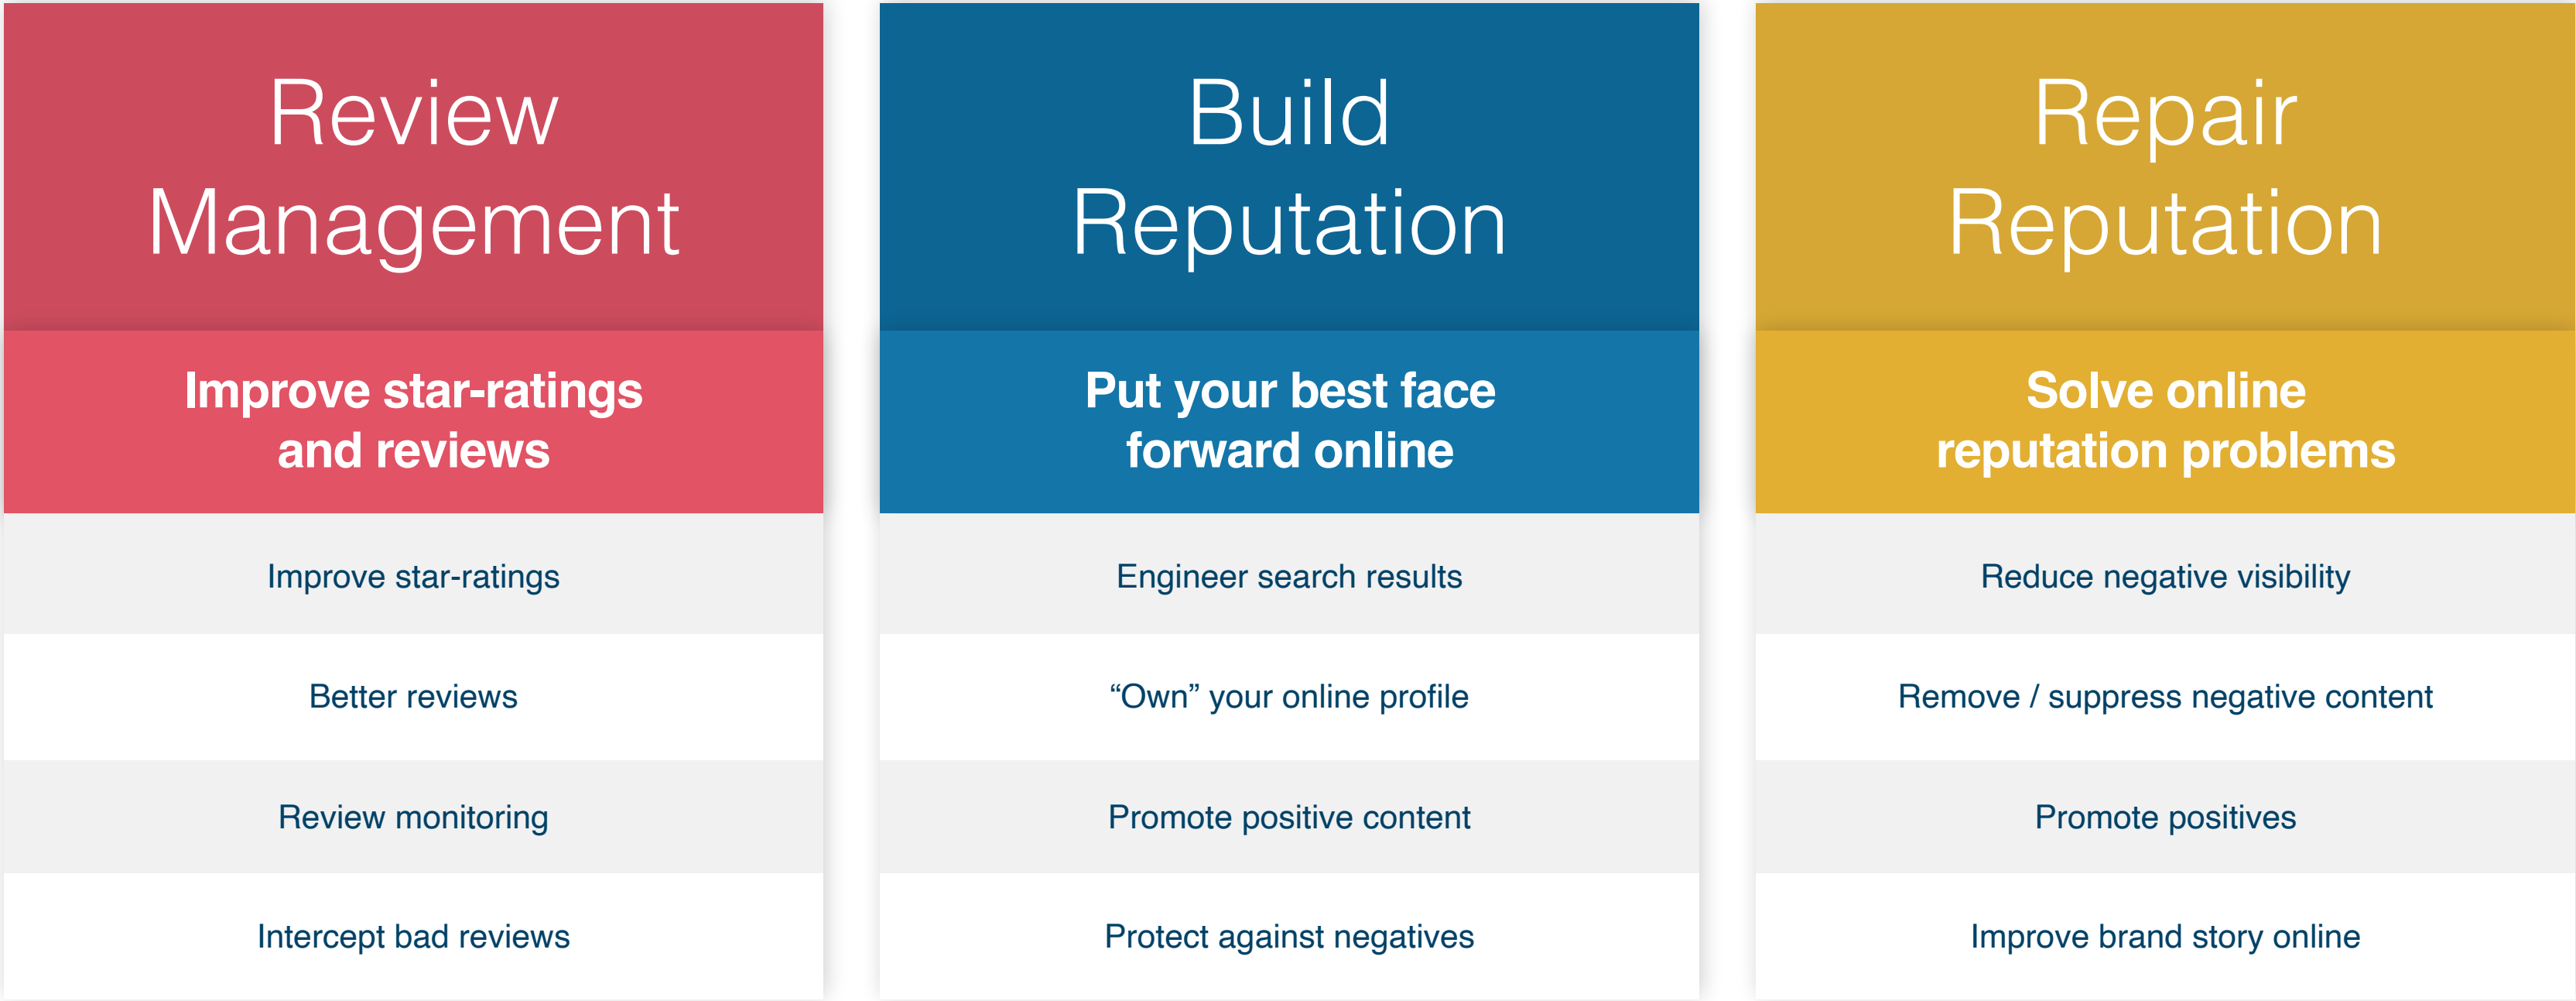 Review
Management
Improve star-ratings
and reviews
Improve star-ratings
Better reviews
Review monitoring
Intercept bad reviews
Build
Reputation
Put your best face
forward online
Engineer search results
“Own” your online profile
Promote positive content
Protect against negatives
Repair
Reputation
Solve online
reputation problems
Reduce negative visibility
Remove / suppress negative content
Promote positives
Improve brand story online